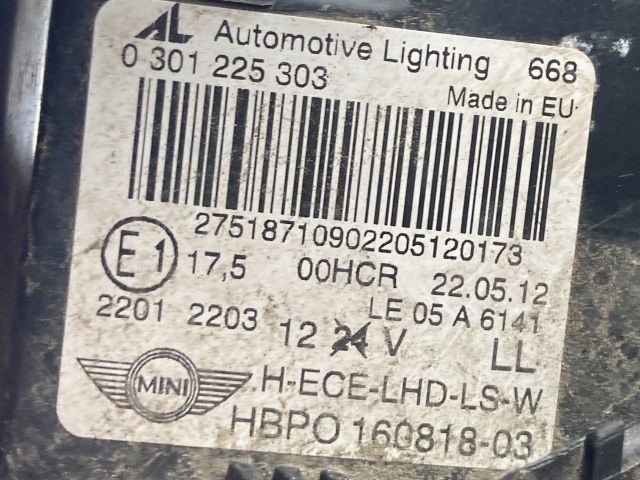 AL Automotive Lighting 668
0 301 225 303
Made in EU
27518710902205120173
E1 17,5 00HCR 22.05.12
2201 2203 12 24 V LE 05 A 6141
LL
MINI H-ECE-LHD-LS-W
HBPO 160818-03